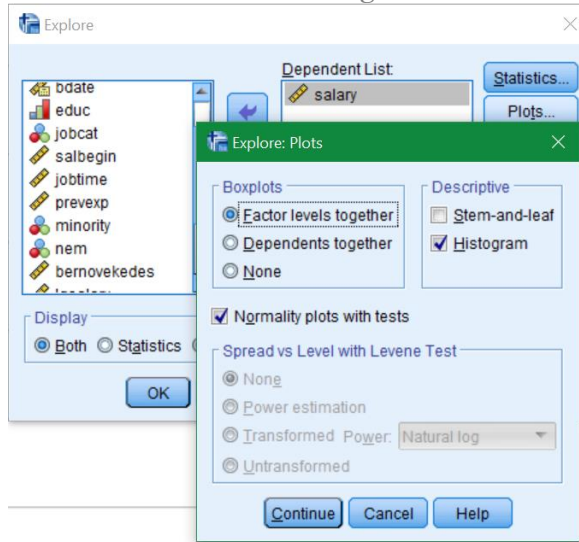 Explore
Dependent List:
bdate
educ
jobcat
salbegin
jobtime
prevexp
minority
nem
bernovekedes
salary
Statistics...
Plots...
Display
Both Statistics
OK
Explore: Plots
Boxplots
Factor levels together
Dependents together
None
Descriptive
Stem-and-leaf
Histogram
Normality plots with tests
Spread vs Level with Levene Test
None
Power estimation
Transformed Power: Natural log
Untransformed
Continue Cancel Help